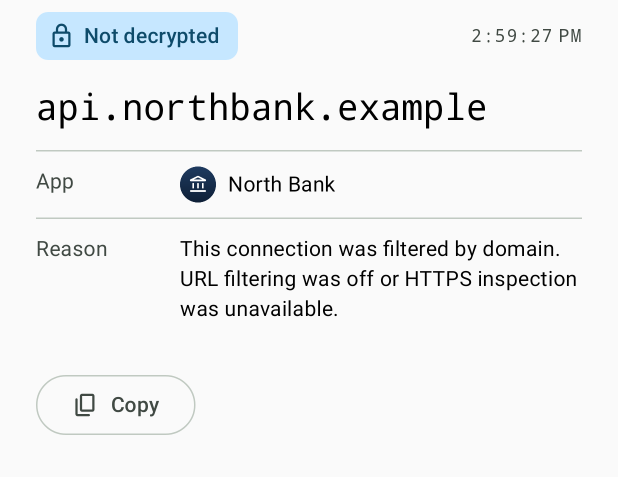 Not decrypted
2:59:27 PM
api.northbank.example
App
North Bank
Reason
This connection was filtered by domain.
URL filtering was off or HTTPS inspection
was unavailable.
Copy